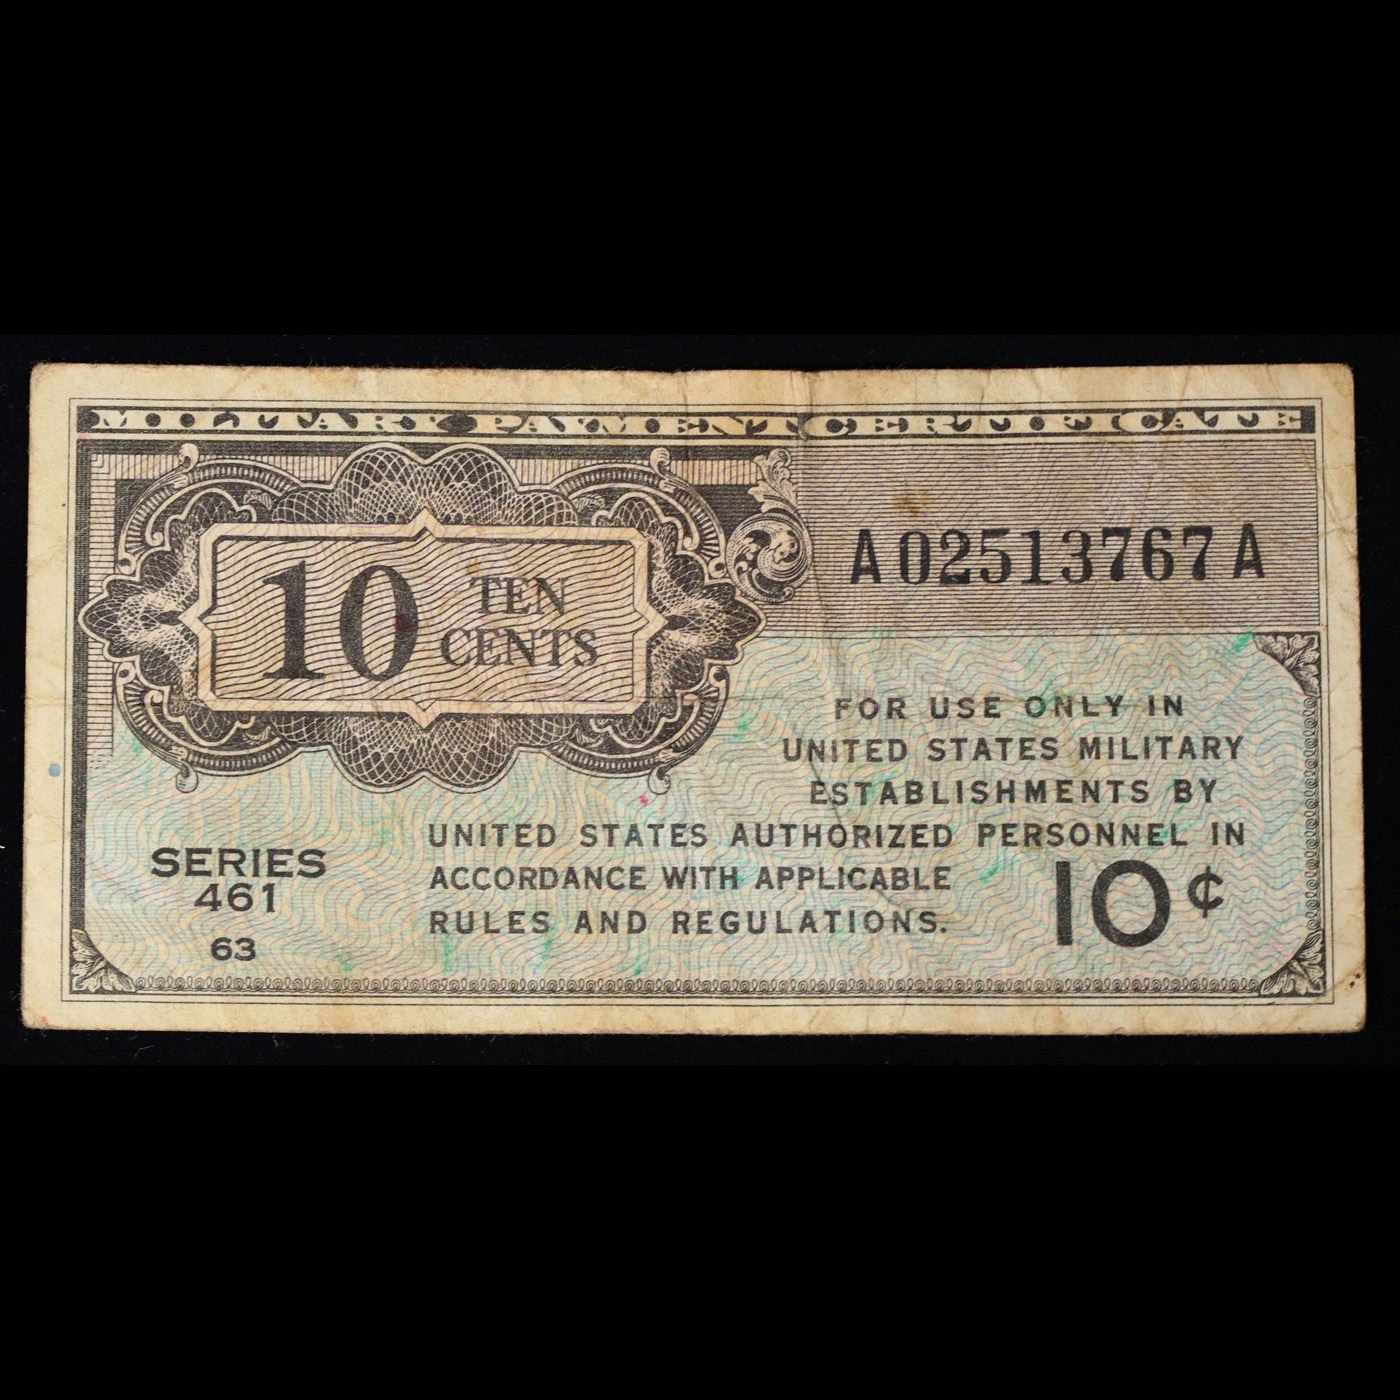 MILITARY PAYMENT CERTIFICATE
A02513767A
10 TEN
CENTS
FOR USE ONLY IN
UNITED STATES MILITARY
ESTABLISHMENTS BY
UNITED STATES AUTHORIZED PERSONNEL IN
ACCORDANCE WITH APPLICABLE
RULES AND REGULATIONS.
SERIES
461
63
10¢